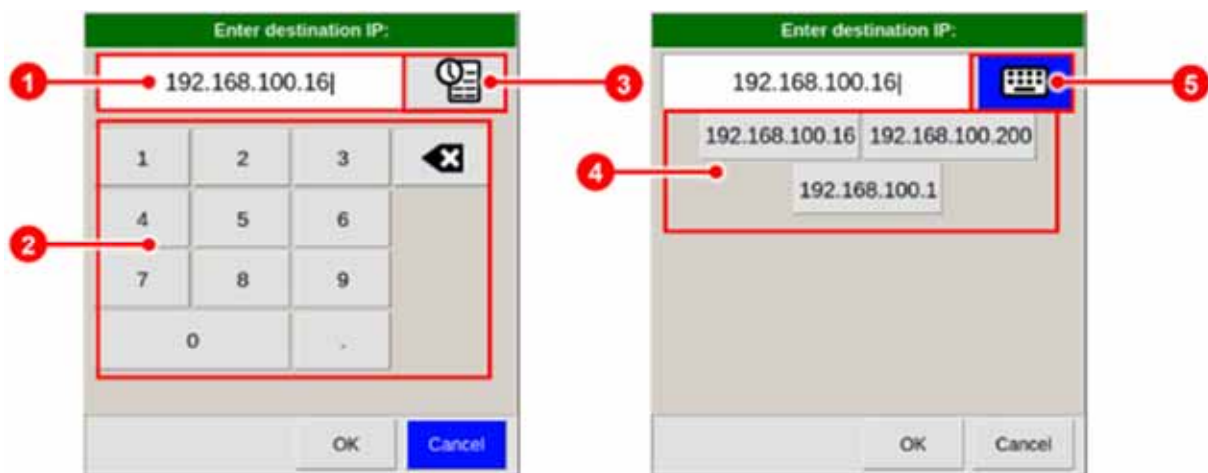 Enter destination IP:
1
192.168.100.16
3
1 2 3
4 5 6
2
7 8 9
0 .
OK Cancel
Enter destination IP:
192.168.100.16
5
192.168.100.16 192.168.100.200
4
192.168.100.1
OK Cancel